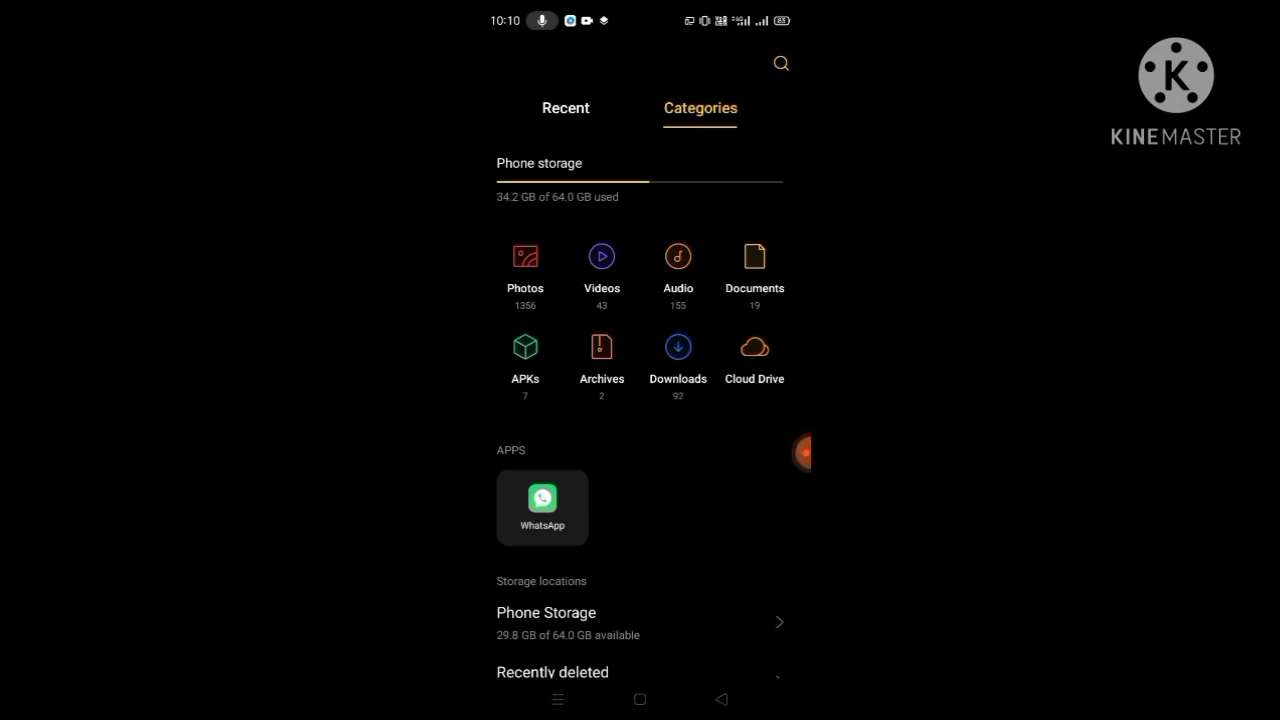 10:10
KINEMASTER
Recent Categories
Phone storage
34.2 GB of 64.0 GB used
Photos Videos Audio Documents
1356 43 155 19
APKs Archives Downloads Cloud Drive
7 2 92
APPS
WhatsApp
Storage locations
Phone Storage
29.8 GB of 64.0 GB available
Recently deleted